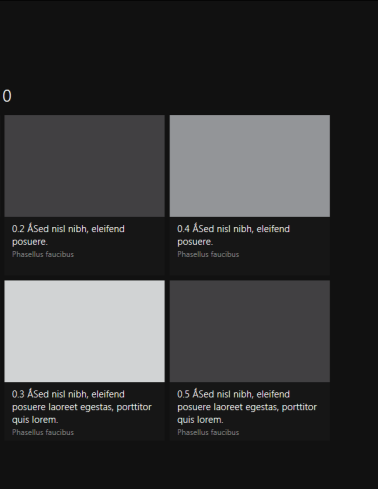 0
0.2 ÅSed nisl nibh, eleifend
posuere.
Phasellus faucibus
0.4 ÅSed nisl nibh, eleifend
posuere.
Phasellus faucibus
0.3 ÅSed nisl nibh, eleifend
posuere laoreet egestas, porttitor
quis lorem.
Phasellus faucibus
0.5 ÅSed nisl nibh, eleifend
posuere laoreet egestas, porttitor
quis lorem.
Phasellus faucibus